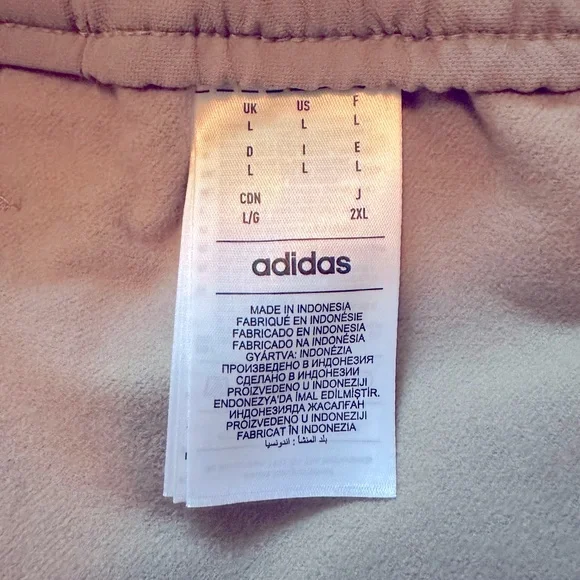 UK US F
L L L
D I E
L L L
CDN J
L/G 2XL
adidas
MADE IN INDONESIA
FABRIQUÉ EN INDONÉSIE
FABRICADO EN INDONESIA
FABRICADO NA INDONÉSIA
GYÁRTVA: INDONÉZIA
ПРОИЗВЕДЕНО В ИНДОНЕЗИЯ
СДЕЛАНО В ИНДОНЕЗИИ
PROIZVEDENO U INDONEZIJI
ENDONEZYA'DA İMAL EDİLMİŞTİR.
ИНДОНЕЗИЯДА ЖАСАЛҒАН
PROIZVEDENO U INDONEZIJI
FABRICAT ÎN INDONEZIA
بلد المنشأ : اندونسيا